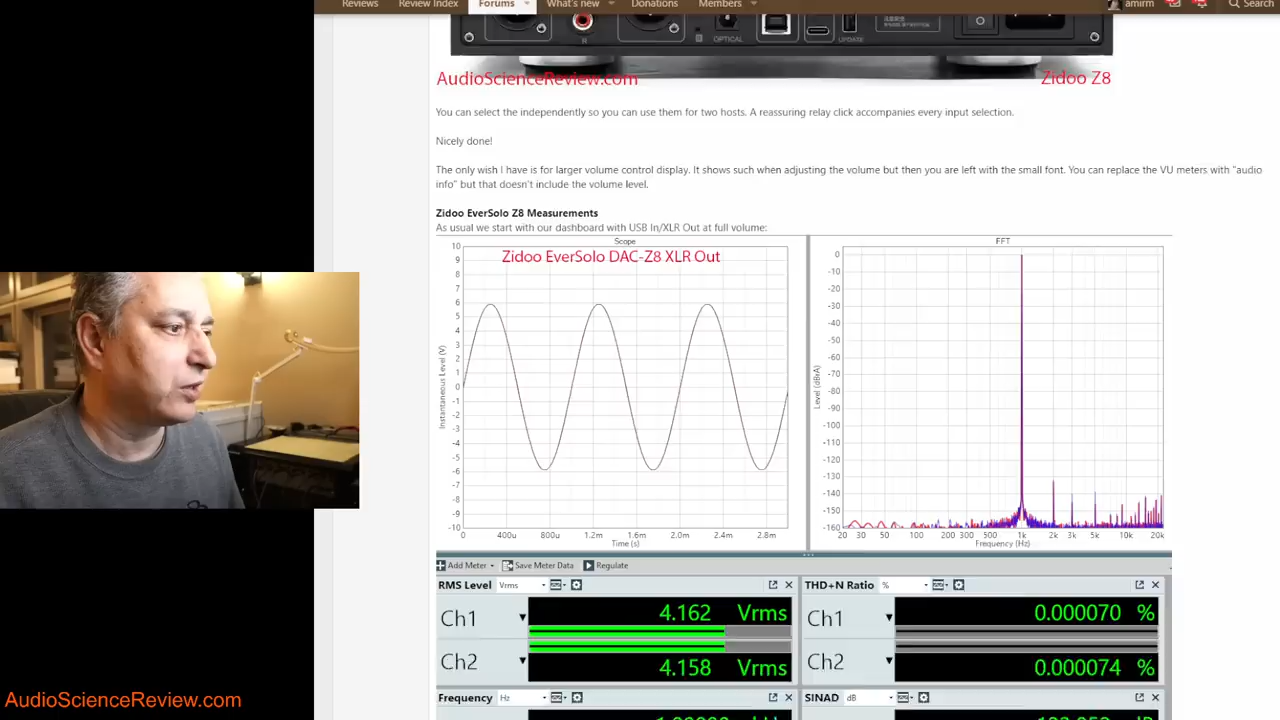 Reviews Review Index Forums What's new Donations Members amirm Search
R OPTICAL UPDATE
AudioScienceReview.com Zidoo Z8
You can select the independently so you can use them for two hosts. A reassuring relay click accompanies every input selection.
Nicely done!
The only wish I have is for larger volume control display. It shows such when adjusting the volume but then you are left with the small font. You can replace the VU meters with "audio
info" but that doesn't include the volume level.
Zidoo EverSolo Z8 Measurements
As usual we start with our dashboard with USB In/XLR Out at full volume:
Scope
Zidoo EverSolo DAC-Z8 XLR Out
Instantaneous Level (V)
10
9
8
7
6
5
4
3
2
1
0
-1
-2
-3
-4
-5
-6
-7
-8
-9
-10
0 400u 800u 1.2m 1.6m 2.0m 2.4m 2.8m
Time (s)
FFT
Level (dBrA)
0
-10
-20
-30
-40
-50
-60
-70
-80
-90
-100
-110
-120
-130
-140
-150
-160
20 30 50 100 200 300 500 1k 2k 3k 5k 10k 20k
Frequency (Hz)
Add Meter Save Meter Data Regulate
RMS Level Vrms
Ch1 4.162 Vrms
Ch2 4.158 Vrms
THD+N Ratio %
Ch1 0.000070 %
Ch2 0.000074 %
Frequency Hz
SINAD dB
AudioScienceReview.com